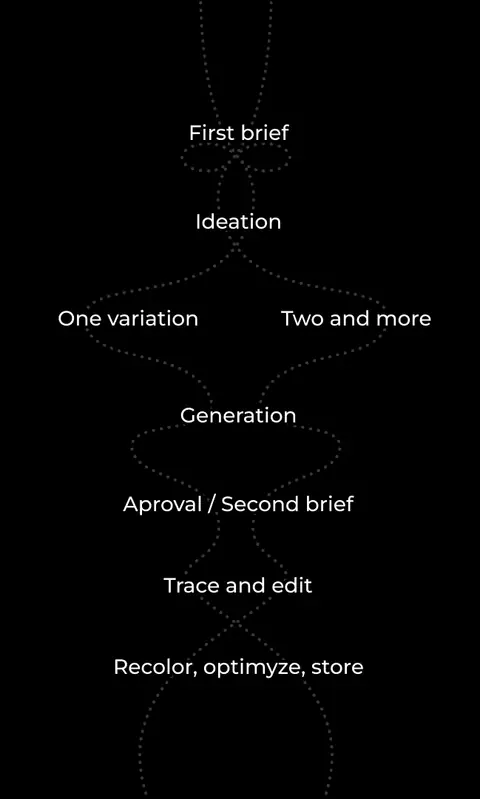 First brief
Ideation
One variation
Two and more
Generation
Aproval / Second brief
Trace and edit
Recolor, optimyze, store